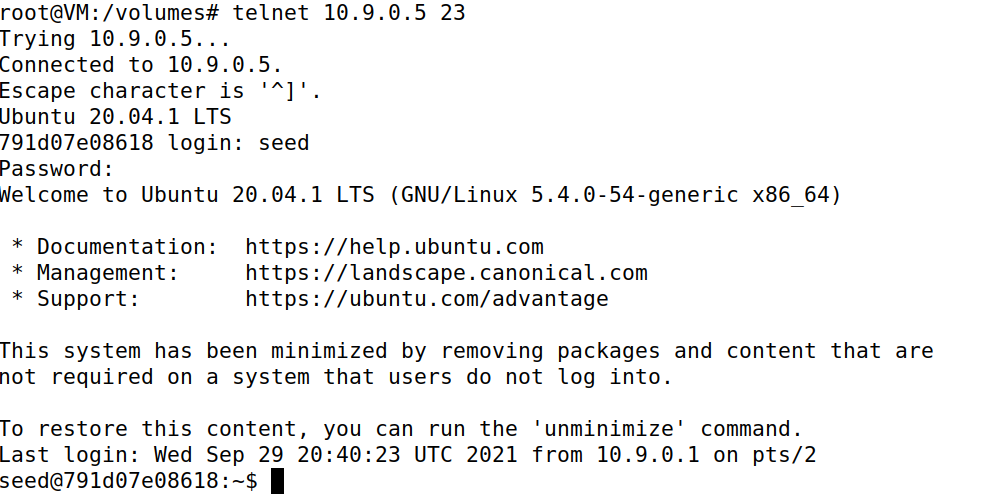 root@VM:/volumes# telnet 10.9.0.5 23
Trying 10.9.0.5...
Connected to 10.9.0.5.
Escape character is '^]'.
Ubuntu 20.04.1 LTS
791d07e08618 login: seed
Password:
Welcome to Ubuntu 20.04.1 LTS (GNU/Linux 5.4.0-54-generic x86_64)
* Documentation:  https://help.ubuntu.com
* Management:     https://landscape.canonical.com
* Support:        https://ubuntu.com/advantage
This system has been minimized by removing packages and content that are
not required on a system that users do not log into.
To restore this content, you can run the 'unminimize' command.
Last login: Wed Sep 29 20:40:23 UTC 2021 from 10.9.0.1 on pts/2
seed@791d07e08618:~$